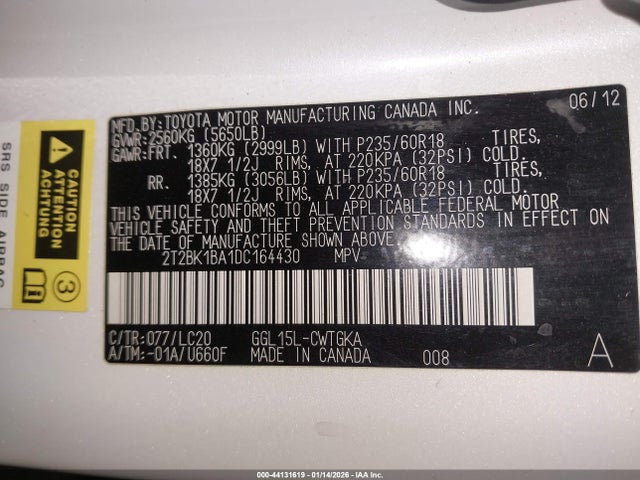 MFD.BY:TOYOTA MOTOR MANUFACTURING CANADA INC. 06/12
GVWR:2560KG (5650LB)
GAWR:FRT. 1360KG (2999LB) WITH P235/60R18 TIRES,
18X7 1/2J RIMS, AT 220KPA (32PSI) COLD.
RR. 1385KG (3056LB) WITH P235/60R18 TIRES,
18X7 1/2J RIMS, AT 220KPA (32PSI) COLD.
THIS VEHICLE CONFORMS TO ALL APPLICABLE FEDERAL MOTOR
VEHICLE SAFETY AND THEFT PREVENTION STANDARDS IN EFFECT ON
THE DATE OF MANUFACTURE SHOWN ABOVE.
2T2BK1BA1DC164430 MPV
C/TR:077/LC20 GGL15L-CWTGKA
A/TM:-01A/U660F MADE IN CANADA 008 A
CAUTION
ATTENTION
ACHTUNG
3
SRS SIDE AIRBAG
000-44131619 - 01/14/2026 - IAA Inc.